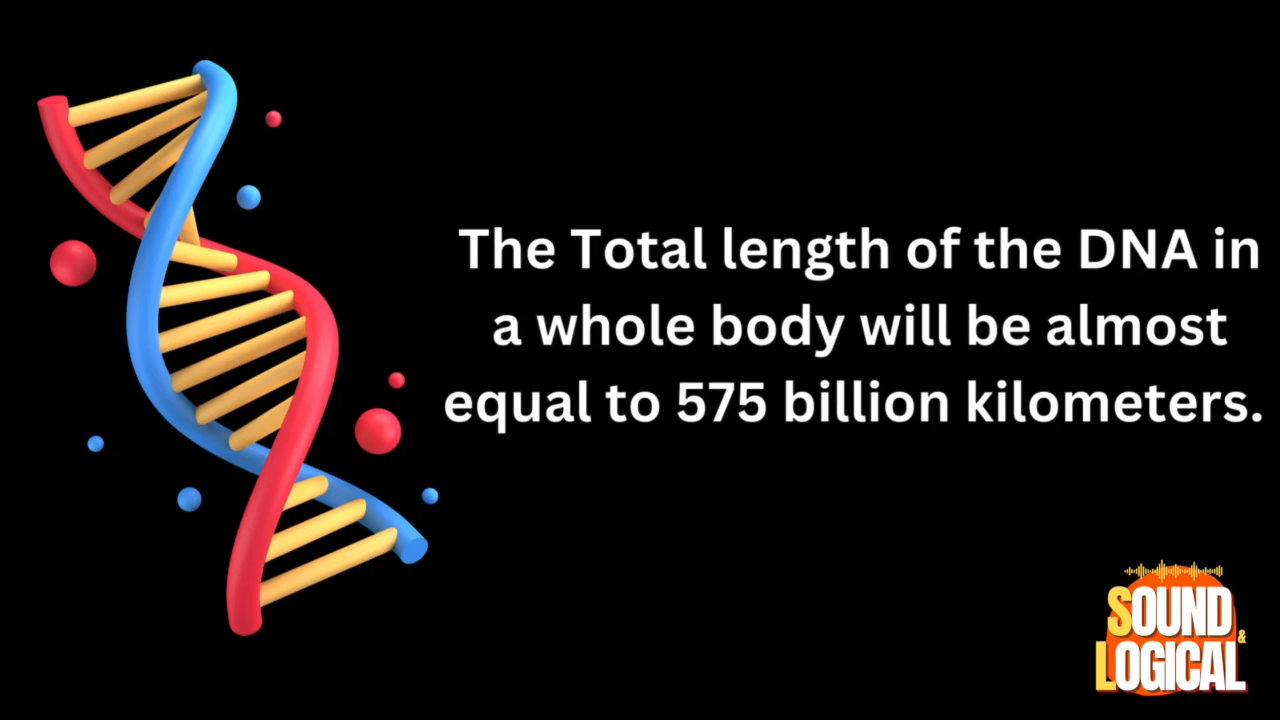 The Total length of the DNA in
a whole body will be almost
equal to 575 billion kilometers.
SOUND
&
LOGICAL